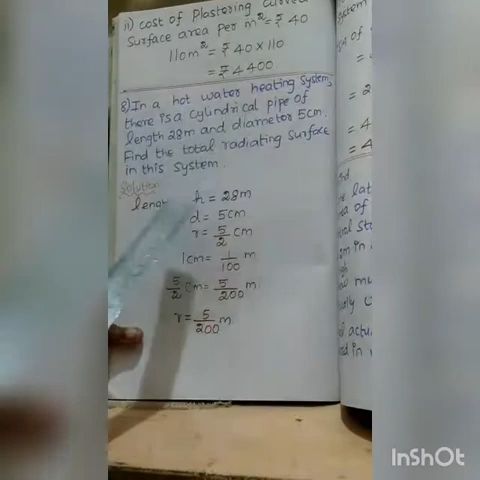 ii) Cost of Plastering Curved
Surface area Per m² = ₹ 40
110m² = ₹ 40 × 110
= ₹ 4400
8) In a hot water heating System,
there is a Cylindrical pipe of
length 28m and diameter 5cm.
Find the total radiating Surface
in this System.
Solution
length h = 28m
d = 5cm
r = 5/2 cm
1cm = 1/100 m
5/2 cm = 5/200 m
r = 5/200 m
InShOt